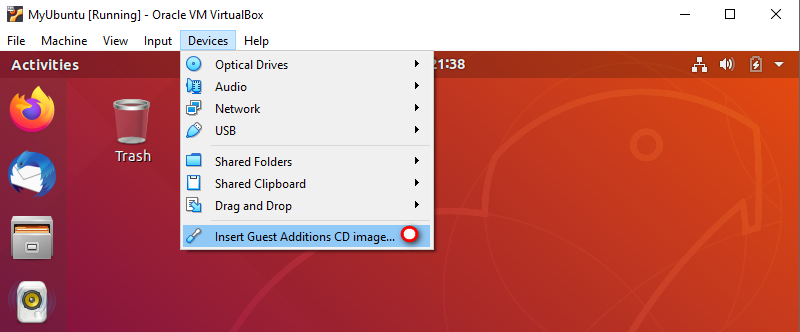 MyUbuntu [Running] - Oracle VM VirtualBox
File Machine View Input Devices Help
Activities
21:38
Optical Drives
Audio
Network
USB
Shared Folders
Shared Clipboard
Drag and Drop
Insert Guest Additions CD image...
Trash